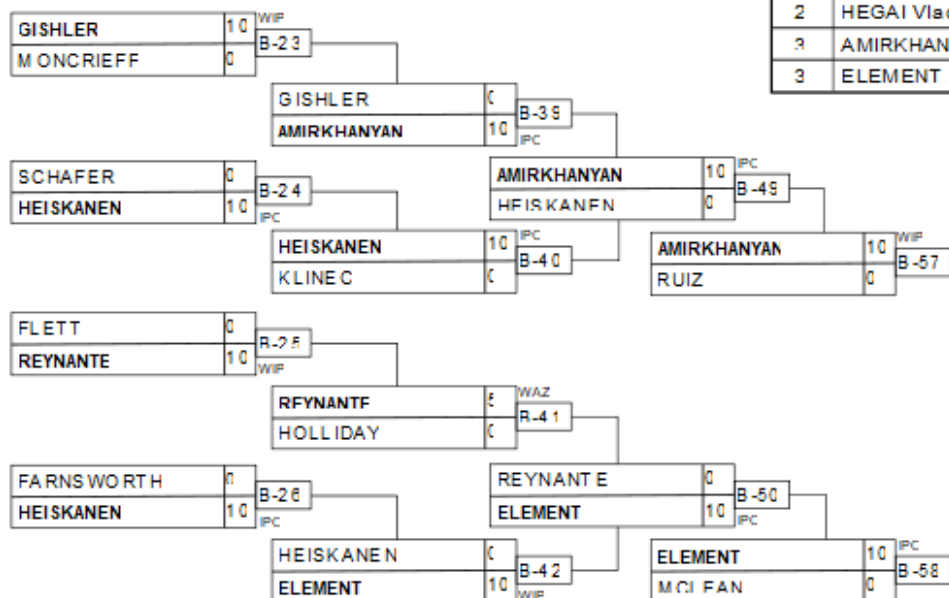 GISHLER 10 WIP
MONCRIEFF 0
B-23
2 HEGAI Vlad
3 AMIRKHAN
3 ELEMENT
GISHLER 0
AMIRKHANYAN 10 IPC
B-39
SCHAFER 0
HEISKANEN 10 IPC
B-24
AMIRKHANYAN 10 IPC
HEISKANEN 0
B-49
HEISKANEN 10 IPC
KLINEC 0
B-40
AMIRKHANYAN 10 WIP
RUIZ 0
B-57
FLETT 0
REYNANTE 10 WIP
B-25
REYNANTE 5 WAZ
HOLLIDAY 0
B-41
FARNSWORTH 0
HEISKANEN 10 IPC
B-26
REYNANTE 0
ELEMENT 10 IPC
B-50
HEISKANEN 0
ELEMENT 10 WIP
B-42
ELEMENT 10 IPC
MCLEAN 0
B-58